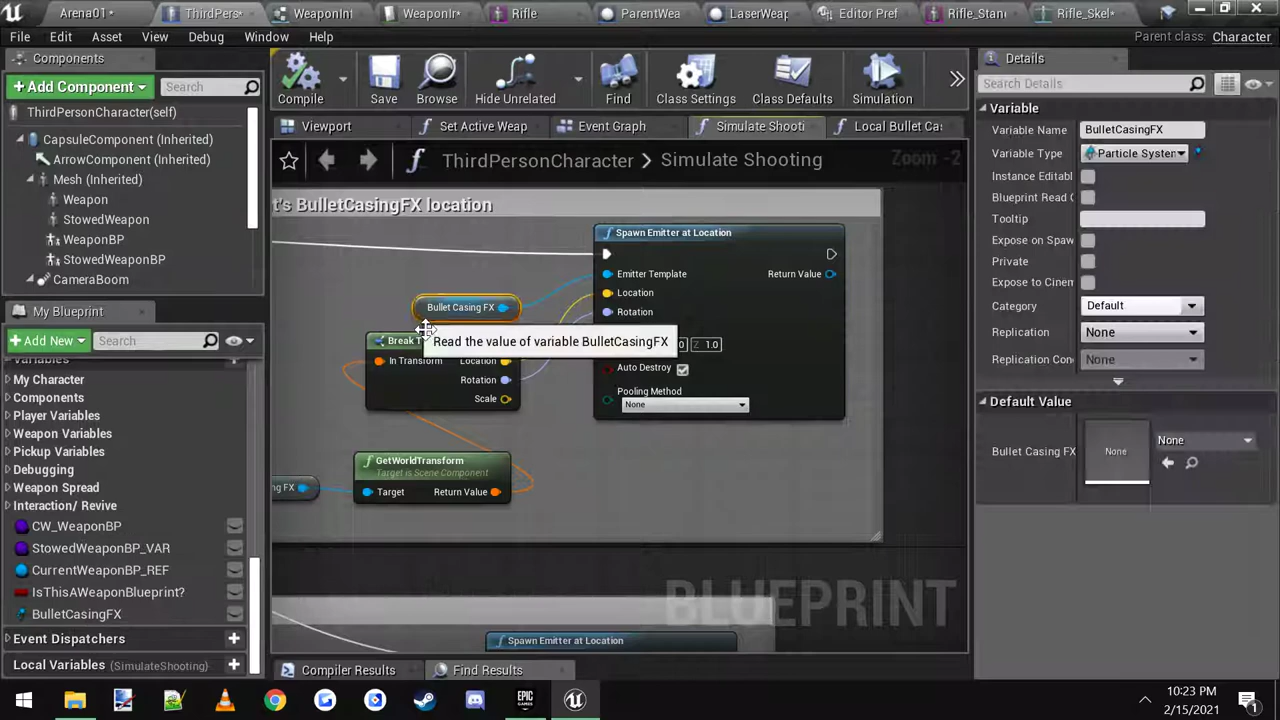 Arena01*
ThirdPers*
WeaponInt
WeaponIr*
Rifle
ParentWea
LaserWeap
Editor Pref
Rifle_Stan
Rifle_Skel*
File
Edit
Asset
View
Debug
Window
Help
Parent class: Character
Components
+ Add Component
Search
ThirdPersonCharacter(self)
CapsuleComponent (Inherited)
ArrowComponent (Inherited)
Mesh (Inherited)
Weapon
StowedWeapon
WeaponBP
StowedWeaponBP
CameraBoom
Compile
Save
Browse
Hide Unrelated
Find
Class Settings
Class Defaults
Simulation
Viewport
Set Active Weap
Event Graph
Simulate Shooti
Local Bullet Ca
ThirdPersonCharacter > Simulate Shooting
Zoom -2
t's BulletCasingFX location
Spawn Emitter at Location
Emitter Template
Return Value
Location
Rotation
0 Z 1.0
Auto Destroy
Pooling Method
None
Bullet Casing FX
Read the value of variable BulletCasingFX
Break T
In Transform
Location
Rotation
Scale
GetWorldTransform
Target is Scene Component
Target
Return Value
ng FX
BLUEPRINT
Spawn Emitter at Location
Compiler Results
Find Results
My Blueprint
+ Add New
Search
Variables
My Character
Components
Player Variables
Weapon Variables
Pickup Variables
Debugging
Weapon Spread
Interaction/ Revive
CW_WeaponBP
StowedWeaponBP_VAR
CurrentWeaponBP_REF
IsThisAWeaponBlueprint?
BulletCasingFX
Event Dispatchers
Local Variables (SimulateShooting)
Details
Search Details
Variable
Variable Name
BulletCasingFX
Variable Type
Particle System
Instance Editabl
Blueprint Read O
Tooltip
Expose on Spaw
Private
Expose to Cinem
Category
Default
Replication
None
Replication Con
None
Default Value
Bullet Casing FX
None
None
EPIC GAMES
10:23 PM
2/15/2021
1